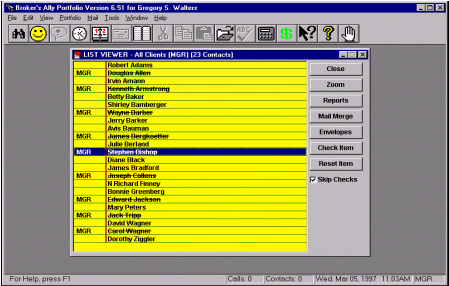 Broker's Ally Portfolio Version 6.51 for Gregory S. Walters
File Edit View Portfolio Mail Tools Window Help
LIST VIEWER - All Clients (MGR) (23 Contacts)
Robert Adams
MGR Douglas Allen
Irvin Amann
MGR Kenneth Armstrong
Betty Baker
Shirley Bamberger
MGR Wayne Barber
Jerry Barker
Avis Bauman
MGR James Bergkoetter
Julie Berland
MGR Stephen Bishop
Diane Black
James Bradford
MGR Joseph Collens
N Richard Finney
Bonnie Greenberg
MGR Edward Jackson
Mary Peters
MGR Jack Tripp
David Wagner
MGR Carol Wagner
Dorothy Ziggler
Close
Zoom
Reports
Mail Merge
Envelopes
Check Item
Reset Item
Skip Checks
For Help, press F1
Calls: 0 Contacts: 0 Wed, Mar 05, 1997 11:03AM MGR